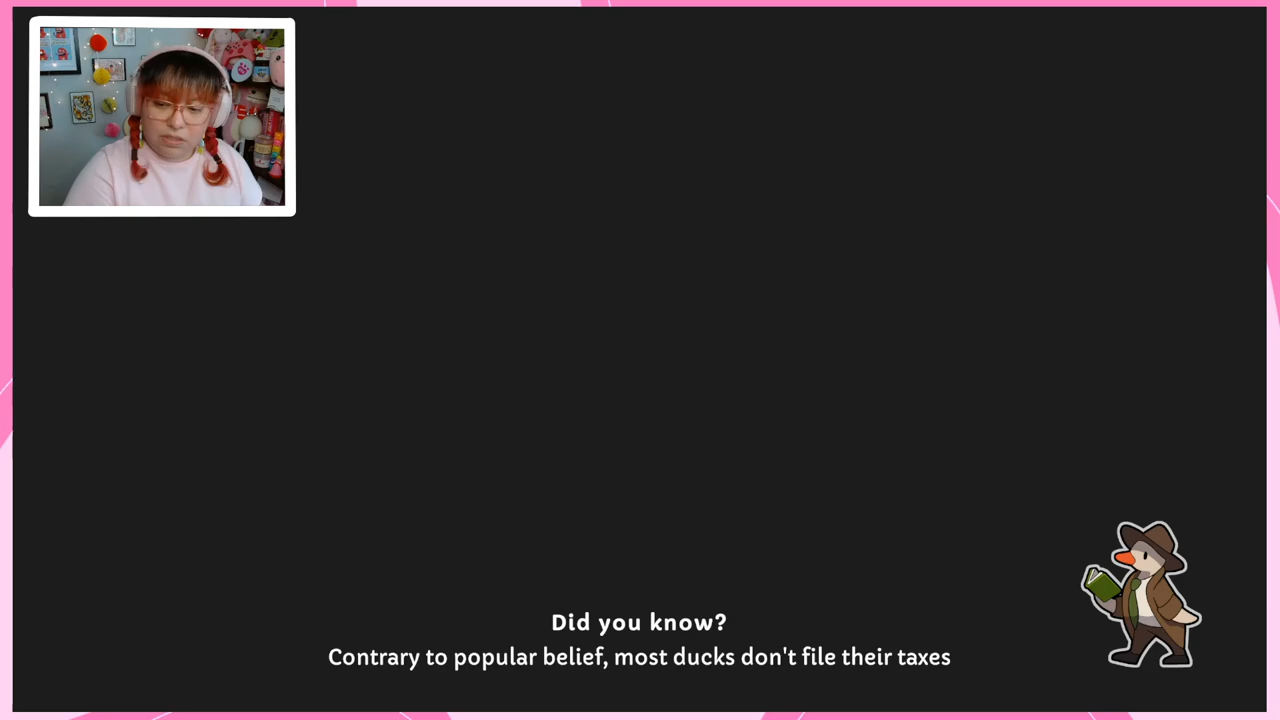 Did you know?
Contrary to popular belief, most ducks don't file their taxes